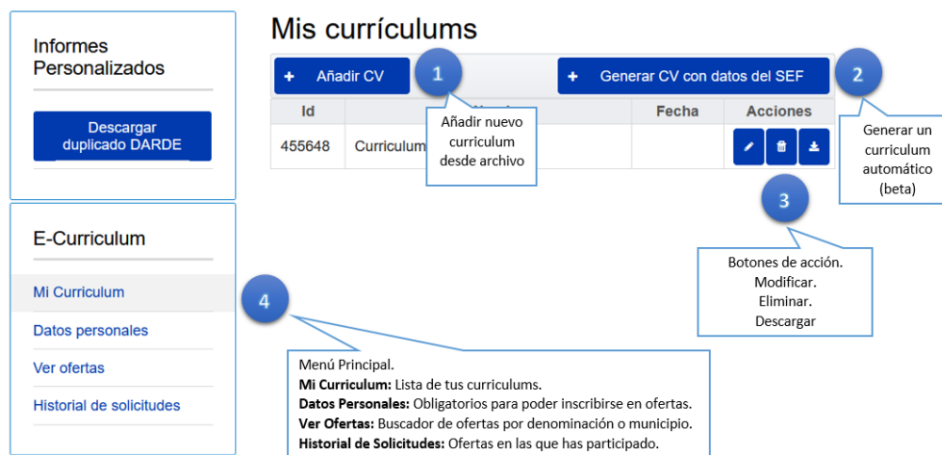 Informes
Personalizados
Descargar
duplicado DARDE
E-Curriculum
Mi Curriculum
Datos personales
Ver ofertas
Historial de solicitudes
Mis currículums
+ Añadir CV
+ Generar CV con datos del SEF
Id
Fecha
Acciones
455648
Curriculum
1
Añadir nuevo
curriculum
desde archivo
2
Generar un
curriculum
automático
(beta)
3
Botones de acción.
Modificar.
Eliminar.
Descargar
4
Menú Principal.
Mi Curriculum: Lista de tus curriculums.
Datos Personales: Obligatorios para poder inscribirse en ofertas.
Ver Ofertas: Buscador de ofertas por denominación o municipio.
Historial de Solicitudes: Ofertas en las que has participado.